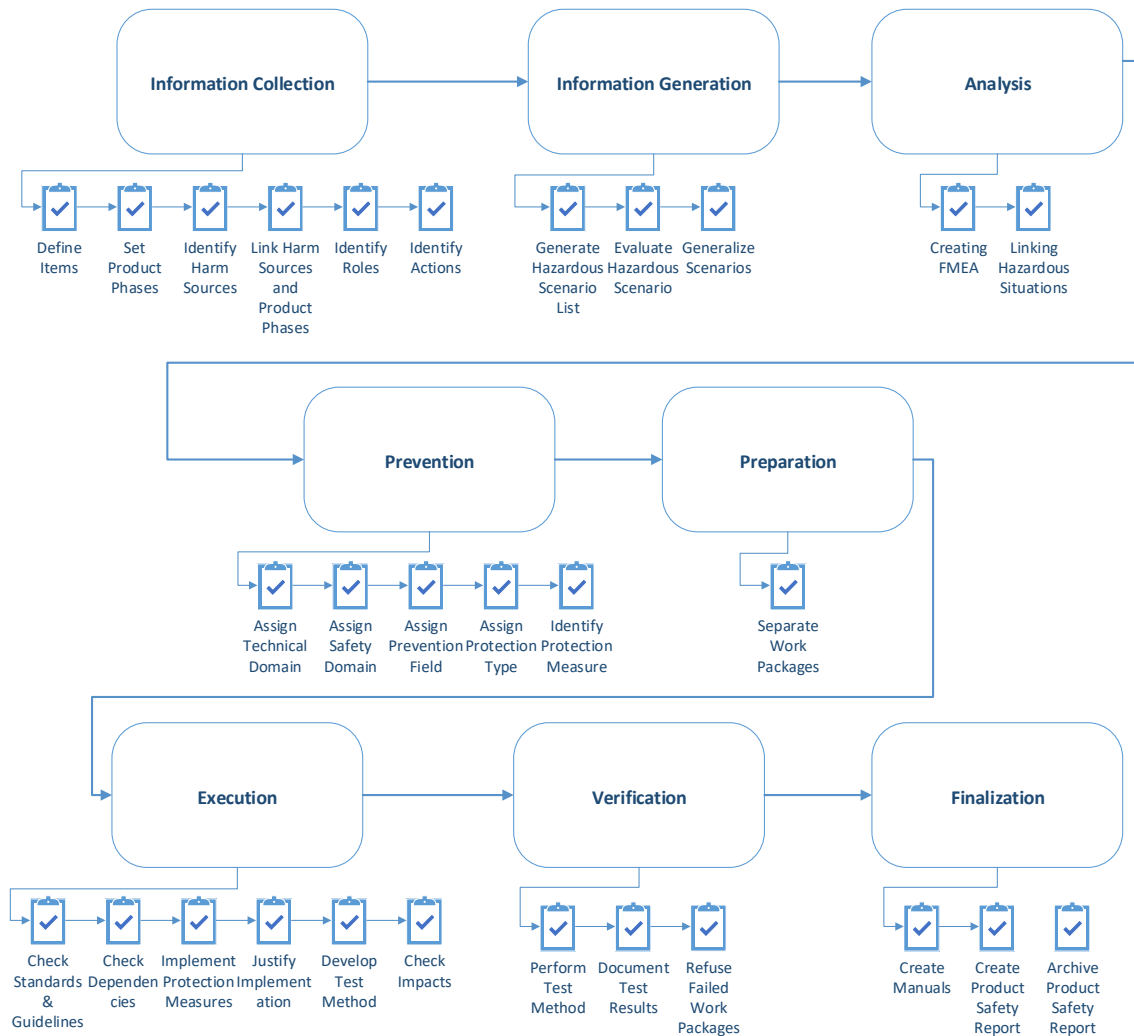 Information Collection
Information Generation
Analysis
Define
Items
Set
Product
Phases
Identify
Harm
Sources
Link Harm
Sources
and
Product
Phases
Identify
Roles
Identify
Actions
Generate
Hazardous
Scenario
List
Evaluate
Hazardous
Scenario
Generalize
Scenarios
Creating
FMEA
Linking
Hazardous
Situations
Prevention
Preparation
Assign
Technical
Domain
Assign
Safety
Domain
Assign
Prevention
Field
Assign
Protection
Type
Identify
Protection
Measure
Separate
Work
Packages
Execution
Verification
Finalization
Check
Standards
&
Guidelines
Check
Dependen
cies
Implement
Protection
Measures
Justify
Implement
ation
Develop
Test
Method
Check
Impacts
Perform
Test
Method
Document
Test
Results
Refuse
Failed
Work
Packages
Create
Manuals
Create
Product
Safety
Report
Archive
Product
Safety
Report